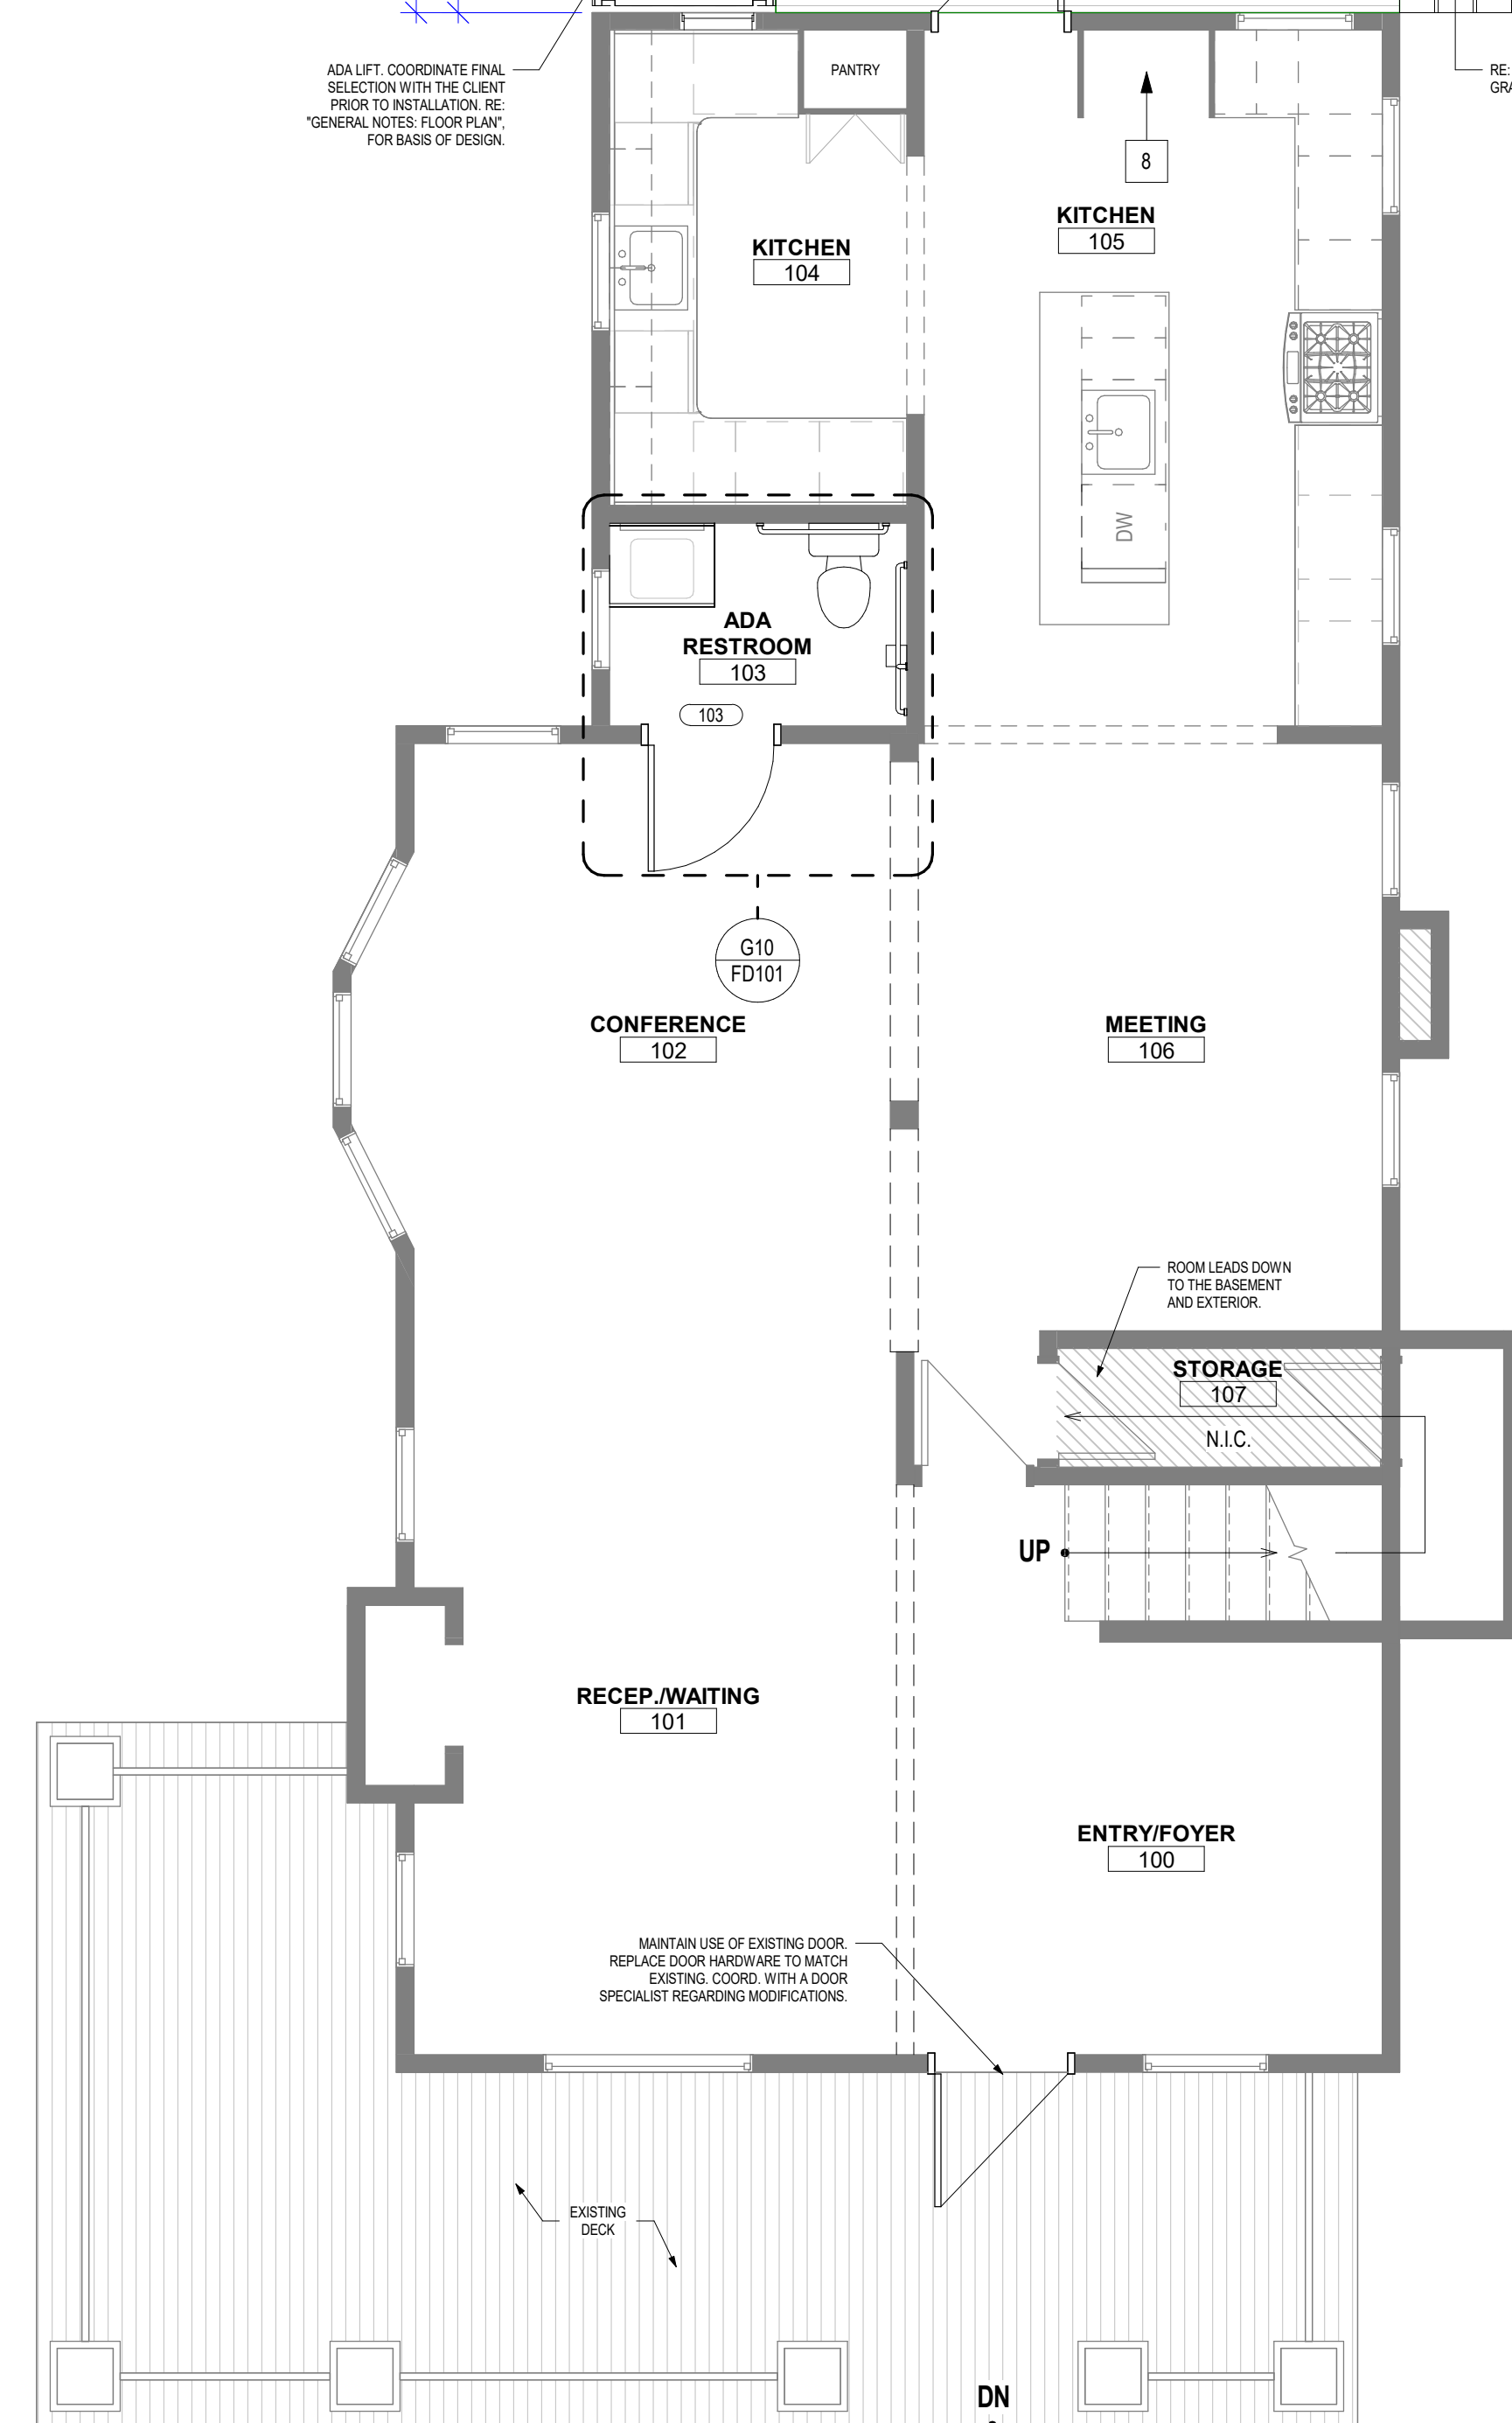 ADA LIFT. COORDINATE FINAL
SELECTION WITH THE CLIENT
PRIOR TO INSTALLATION. RE:
"GENERAL NOTES: FLOOR PLAN",
FOR BASIS OF DESIGN.
PANTRY
RE:
8
KITCHEN
105
KITCHEN
104
DW
ADA
RESTROOM
103
103
G10
FD101
CONFERENCE
102
MEETING
106
ROOM LEADS DOWN
TO THE BASEMENT
AND EXTERIOR.
STORAGE
107
N.I.C.
UP
RECEP./WAITING
101
ENTRY/FOYER
100
MAINTAIN USE OF EXISTING DOOR.
REPLACE DOOR HARDWARE TO MATCH
EXISTING. COORD. WITH A DOOR
SPECIALIST REGARDING MODIFICATIONS.
EXISTING
DECK
DN